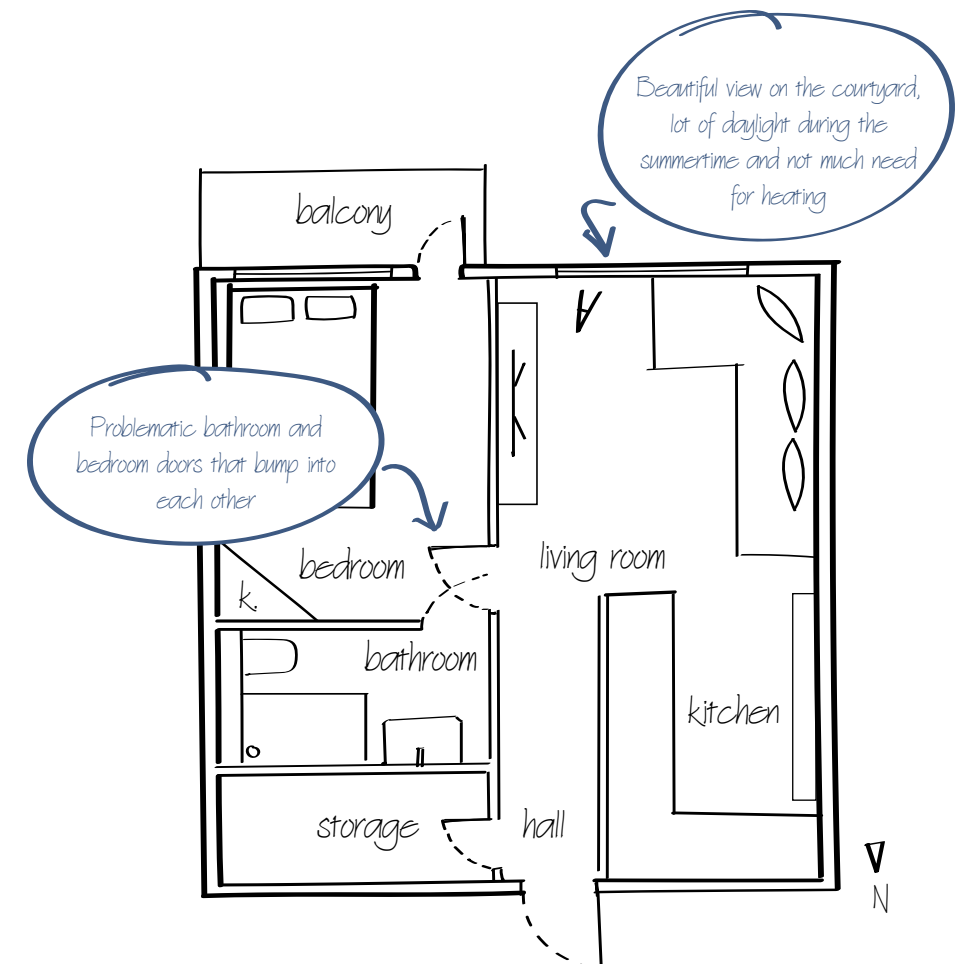 Beautiful view on the courtyard,
lot of daylight during the
summertime and not much need
for heating
balcony
Problematic bathroom and
bedroom doors that bump into
each other
bedroom
living room
k.
bathroom
kitchen
storage
hall
N